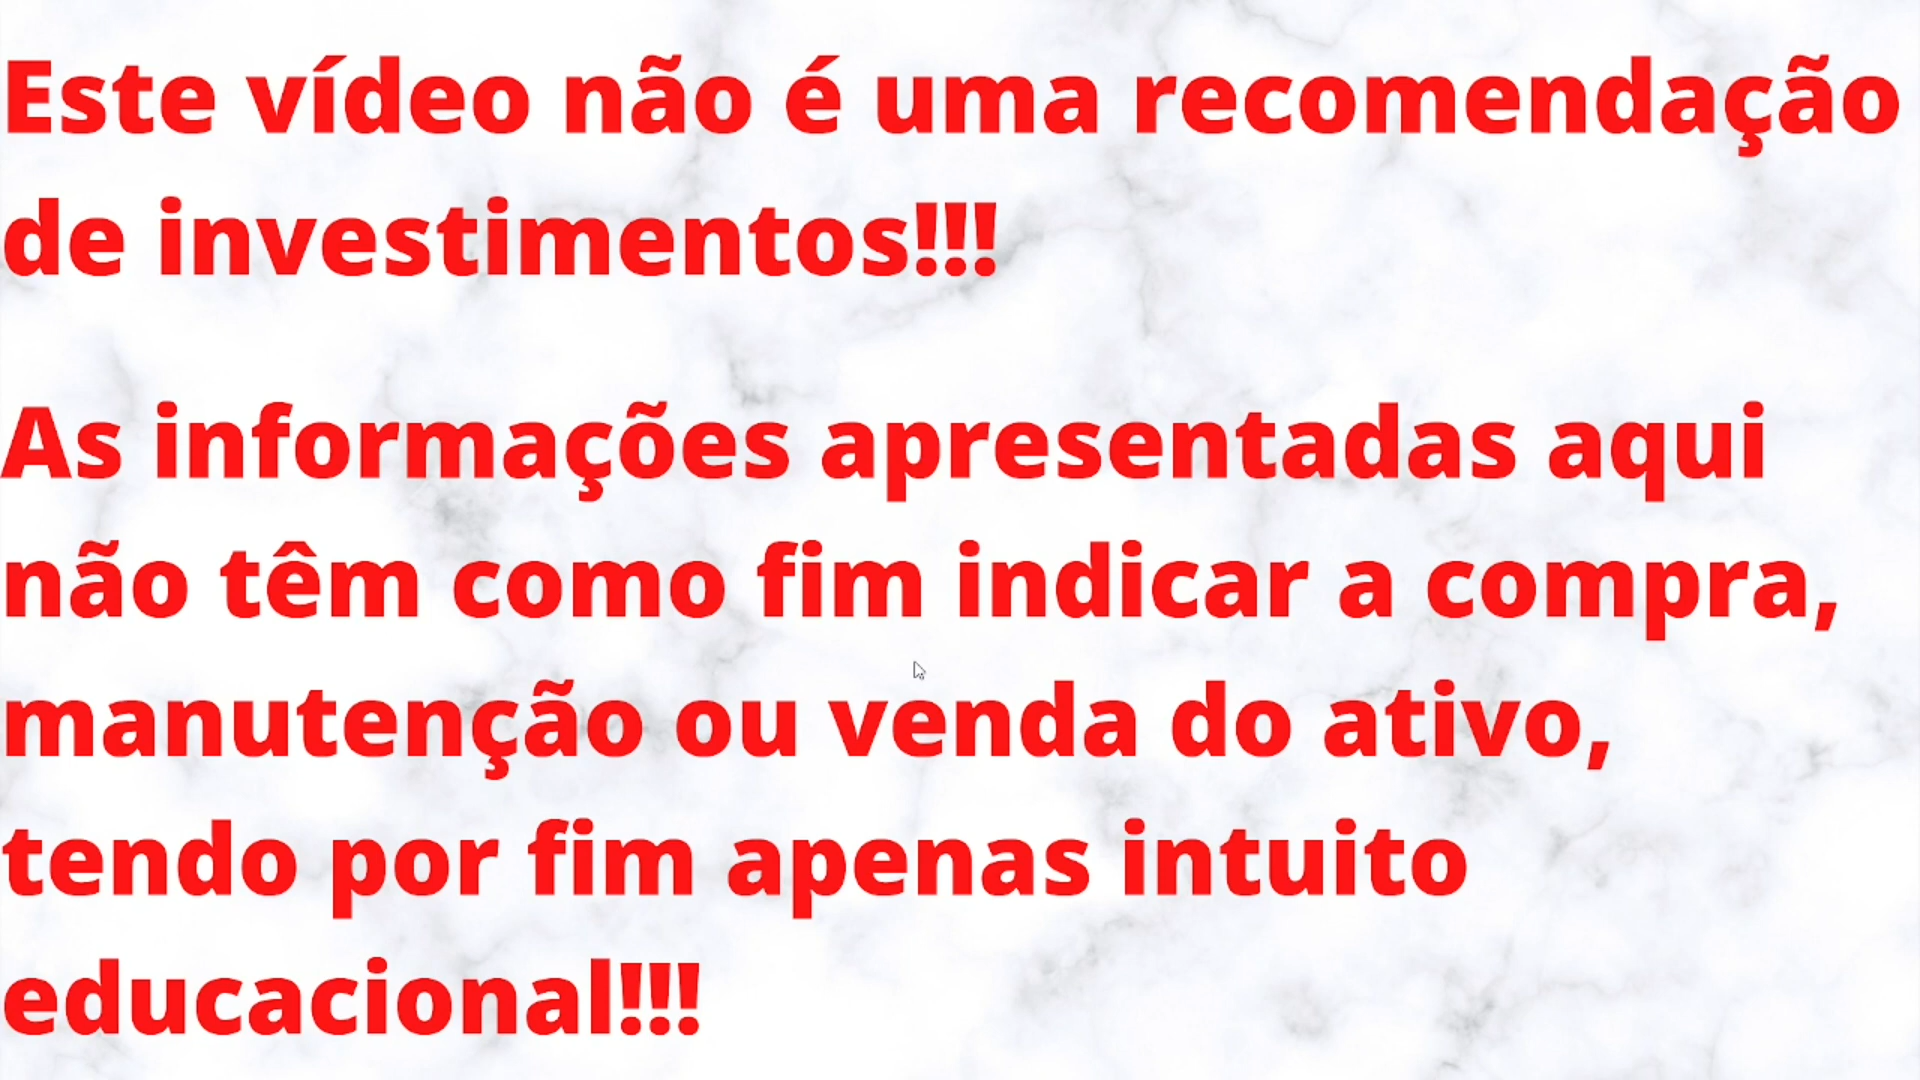 Este vídeo não é uma recomendação
de investimentos!!!
As informações apresentadas aqui
não têm como fim indicar a compra,
manutenção ou venda do ativo,
tendo por fim apenas intuito
educacional!!!